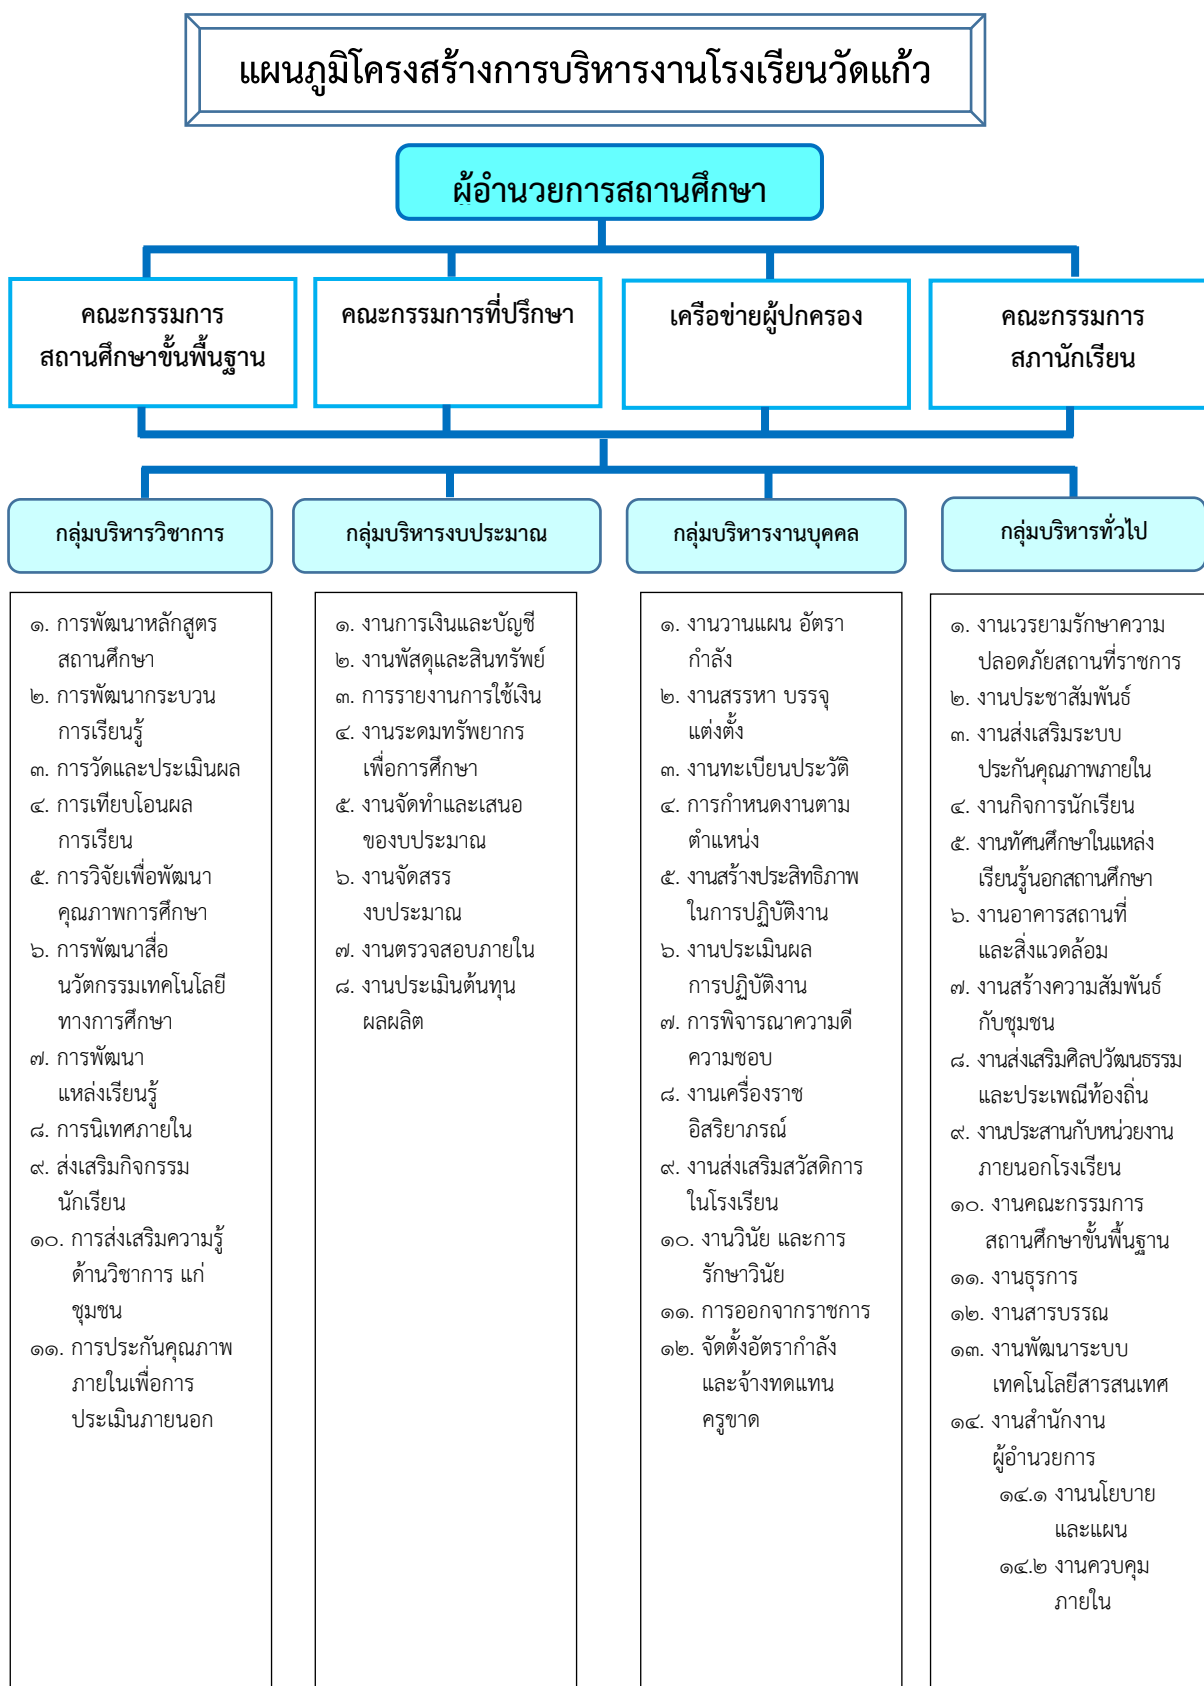 แผนภูมิโครงสร้างการบริหารงานโรงเรียนวัดแก้ว
ผู้อำนวยการสถานศึกษา
คณะกรรมการ
สถานศึกษาขั้นพื้นฐาน
คณะกรรมการที่ปรึกษา
เครือข่ายผู้ปกครอง
คณะกรรมการ
สภานักเรียน
กลุ่มบริหารวิชาการ
กลุ่มบริหารงบประมาณ
กลุ่มบริหารงานบุคคล
กลุ่มบริหารทั่วไป
๑. การพัฒนาหลักสูตร
สถานศึกษา
๒. การพัฒนากระบวน
การเรียนรู้
๓. การวัดและประเมินผล
๔. การเทียบโอนผล
การเรียน
๕. การวิจัยเพื่อพัฒนา
คุณภาพการศึกษา
๖. การพัฒนาสื่อ
นวัตกรรมเทคโนโลยี
ทางการศึกษา
๗. การพัฒนา
แหล่งเรียนรู้
๘. การนิเทศภายใน
๙. ส่งเสริมกิจกรรม
นักเรียน
๑๐. การส่งเสริมความรู้
ด้านวิชาการ แก่
ชุมชน
๑๑. การประกันคุณภาพ
ภายในเพื่อการ
ประเมินภายนอก
๑. งานการเงินและบัญชี
๒. งานพัสดุและสินทรัพย์
๓. การรายงานการใช้เงิน
๔. งานระดมทรัพยากร
เพื่อการศึกษา
๕. งานจัดทำและเสนอ
ของบประมาณ
๖. งานจัดสรร
งบประมาณ
๗. งานตรวจสอบภายใน
๘. งานประเมินต้นทุน
ผลผลิต
๑. งานวานแผน อัตรา
กำลัง
๒. งานสรรหา บรรจุ
แต่งตั้ง
๓. งานทะเบียนประวัติ
๔. การกำหนดงานตาม
ตำแหน่ง
๕. งานสร้างประสิทธิภาพ
ในการปฏิบัติงาน
๖. งานประเมินผล
การปฏิบัติงาน
๗. การพิจารณาความดี
ความชอบ
๘. งานเครื่องราช
อิสริยาภรณ์
๙. งานส่งเสริมสวัสดิการ
ในโรงเรียน
๑๐. งานวินัย และการ
รักษาวินัย
๑๑. การออกจากราชการ
๑๒. จัดตั้งอัตรากำลัง
และจ้างทดแทน
ครูขาด
๑. งานเวรยามรักษาความ
ปลอดภัยสถานที่ราชการ
๒. งานประชาสัมพันธ์
๓. งานส่งเสริมระบบ
ประกันคุณภาพภายใน
๔. งานกิจการนักเรียน
๕. งานทัศนศึกษาในแหล่ง
เรียนรู้นอกสถานศึกษา
๖. งานอาคารสถานที่
และสิ่งแวดล้อม
๗. งานสร้างความสัมพันธ์
กับชุมชน
๘. งานส่งเสริมศิลปวัฒนธรรม
และประเพณีท้องถิ่น
๙. งานประสานกับหน่วยงาน
ภายนอกโรงเรียน
๑๐. งานคณะกรรมการ
สถานศึกษาขั้นพื้นฐาน
๑๑. งานธุรการ
๑๒. งานสารบรรณ
๑๓. งานพัฒนาระบบ
เทคโนโลยีสารสนเทศ
๑๔. งานสำนักงาน
ผู้อำนวยการ
๑๔.๑ งานนโยบาย
และแผน
๑๔.๒ งานควบคุม
ภายใน